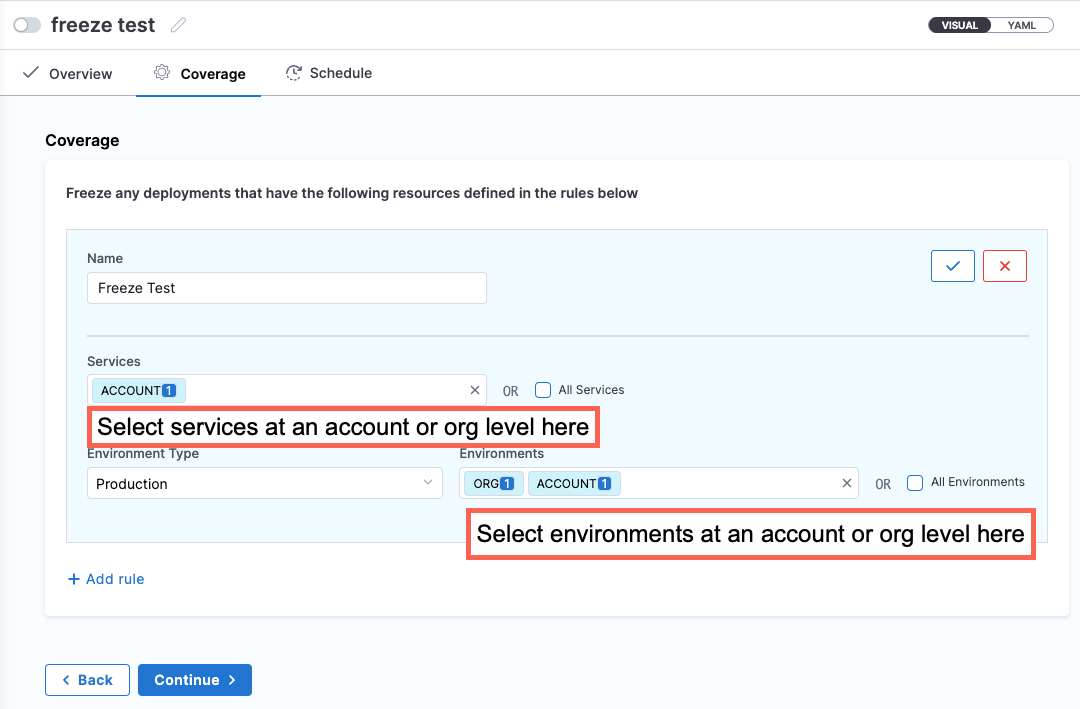 freeze test
VISUAL YAML
Overview Coverage Schedule
Coverage
Freeze any deployments that have the following resources defined in the rules below
Name
Freeze Test
Services
ACCOUNT 1 OR All Services
Select services at an account or org level here
Environment Type Environments
Production ORG 1 ACCOUNT 1 OR All Environments
Select environments at an account or org level here
+ Add rule
Back Continue